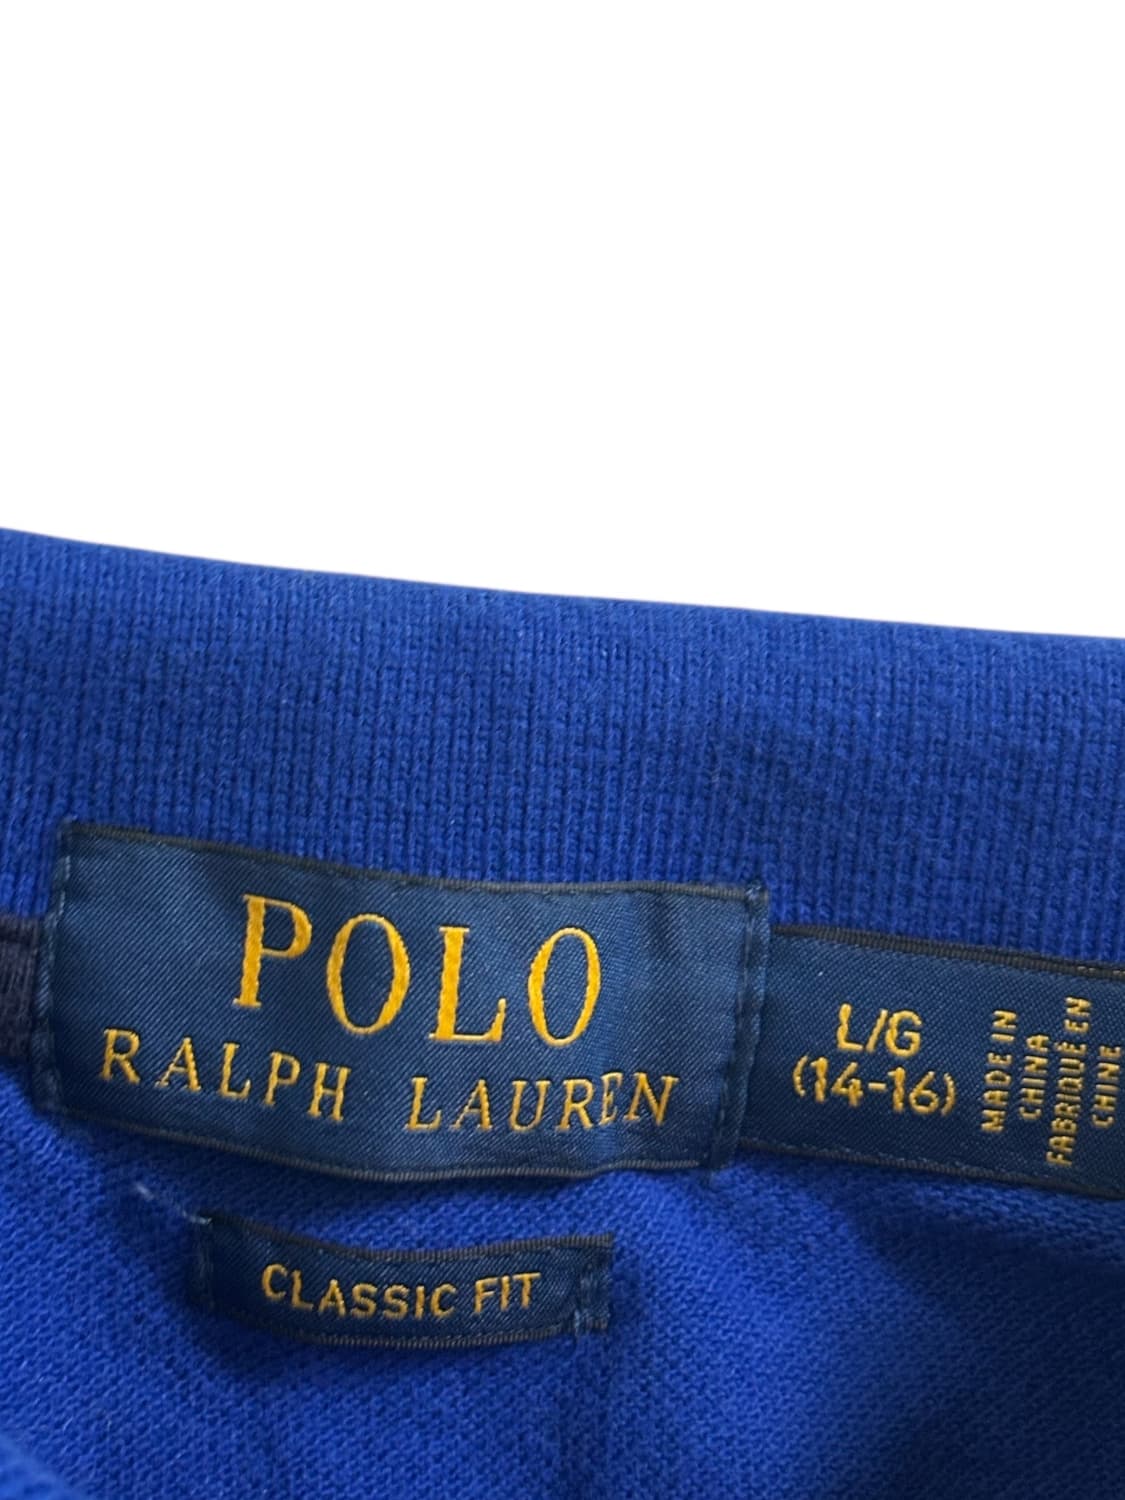 POLO
RALPH LAUREN
L/G
(14-16)
MADE IN
CHINA
FABRIQUÉ EN
CHINE
CLASSIC FIT